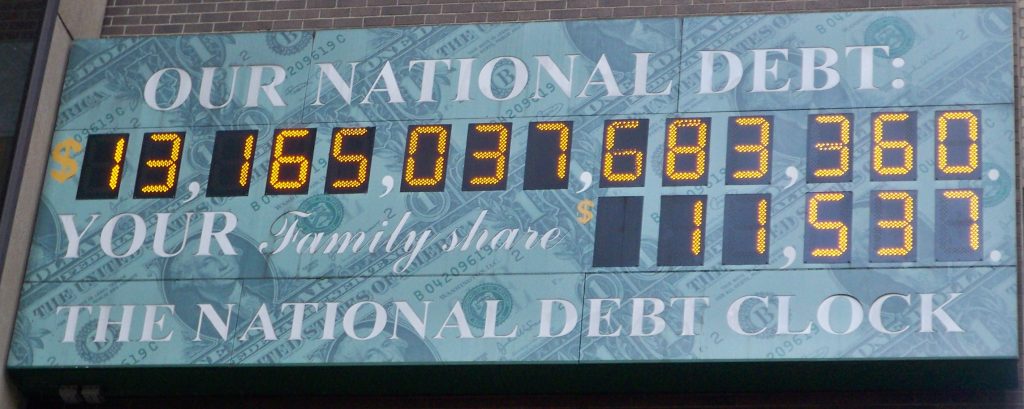 OUR NATIONAL DEBT:
$13,165,037,683,360.
YOUR Family share $11,537.
THE NATIONAL DEBT CLOCK